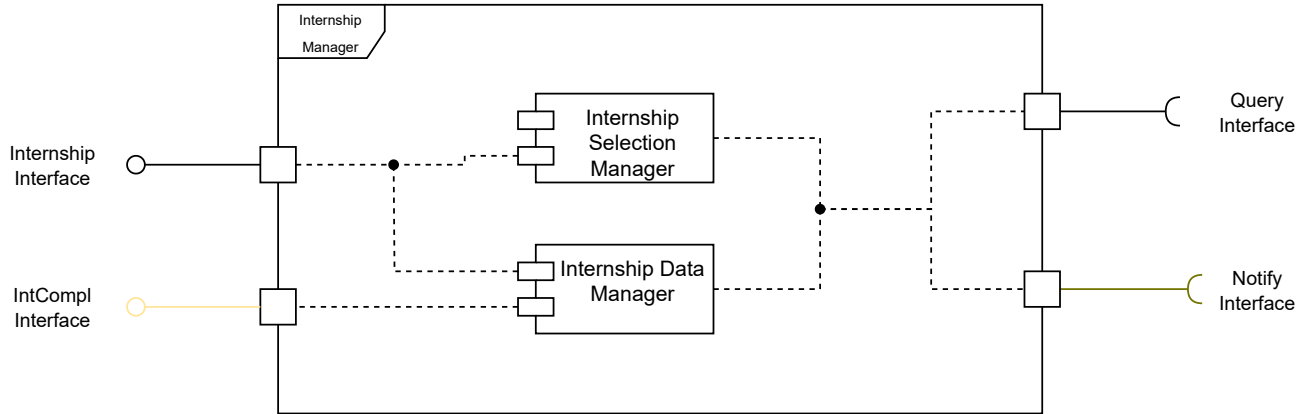 Internship
Manager
Internship
Selection
Manager
Query
Interface
Internship
Interface
Internship Data
Manager
IntCompl
Interface
Notify
Interface